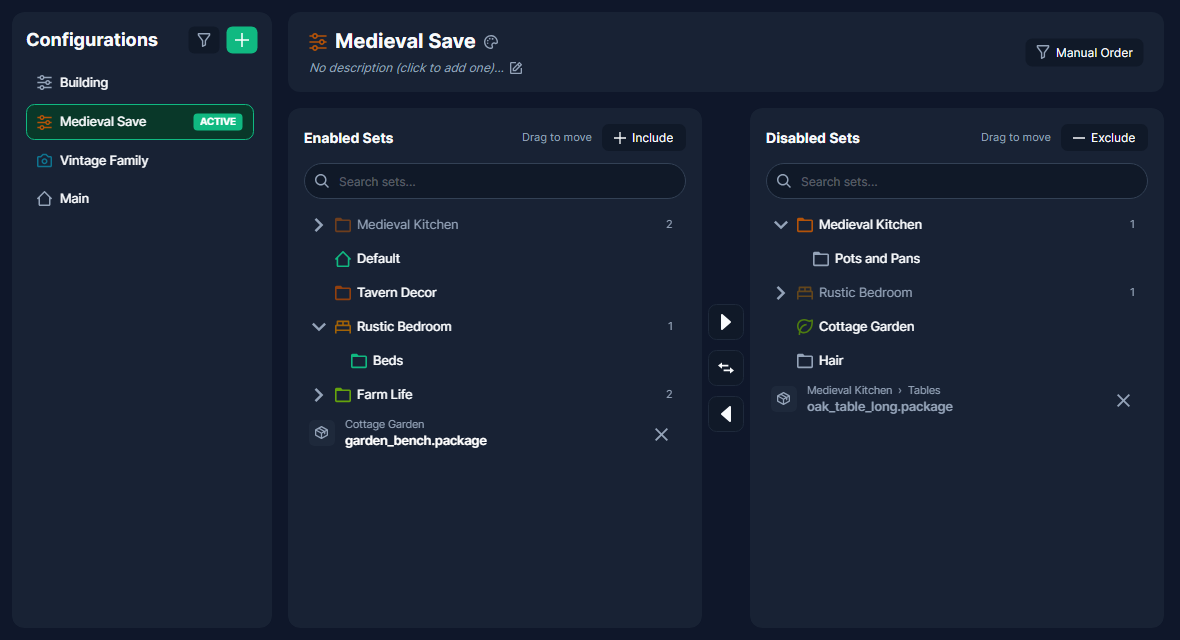 Configurations
Building
Medieval Save ACTIVE
Vintage Family
Main
Medieval Save
No description (click to add one)...
Manual Order
Enabled Sets Drag to move Include
Search sets...
Medieval Kitchen 2
Default
Tavern Decor
Rustic Bedroom 1
Beds
Farm Life 2
Cottage Garden
garden_bench.package
Disabled Sets Drag to move Exclude
Search sets...
Medieval Kitchen 1
Pots and Pans
Rustic Bedroom 1
Cottage Garden
Hair
Medieval Kitchen › Tables
oak_table_long.package